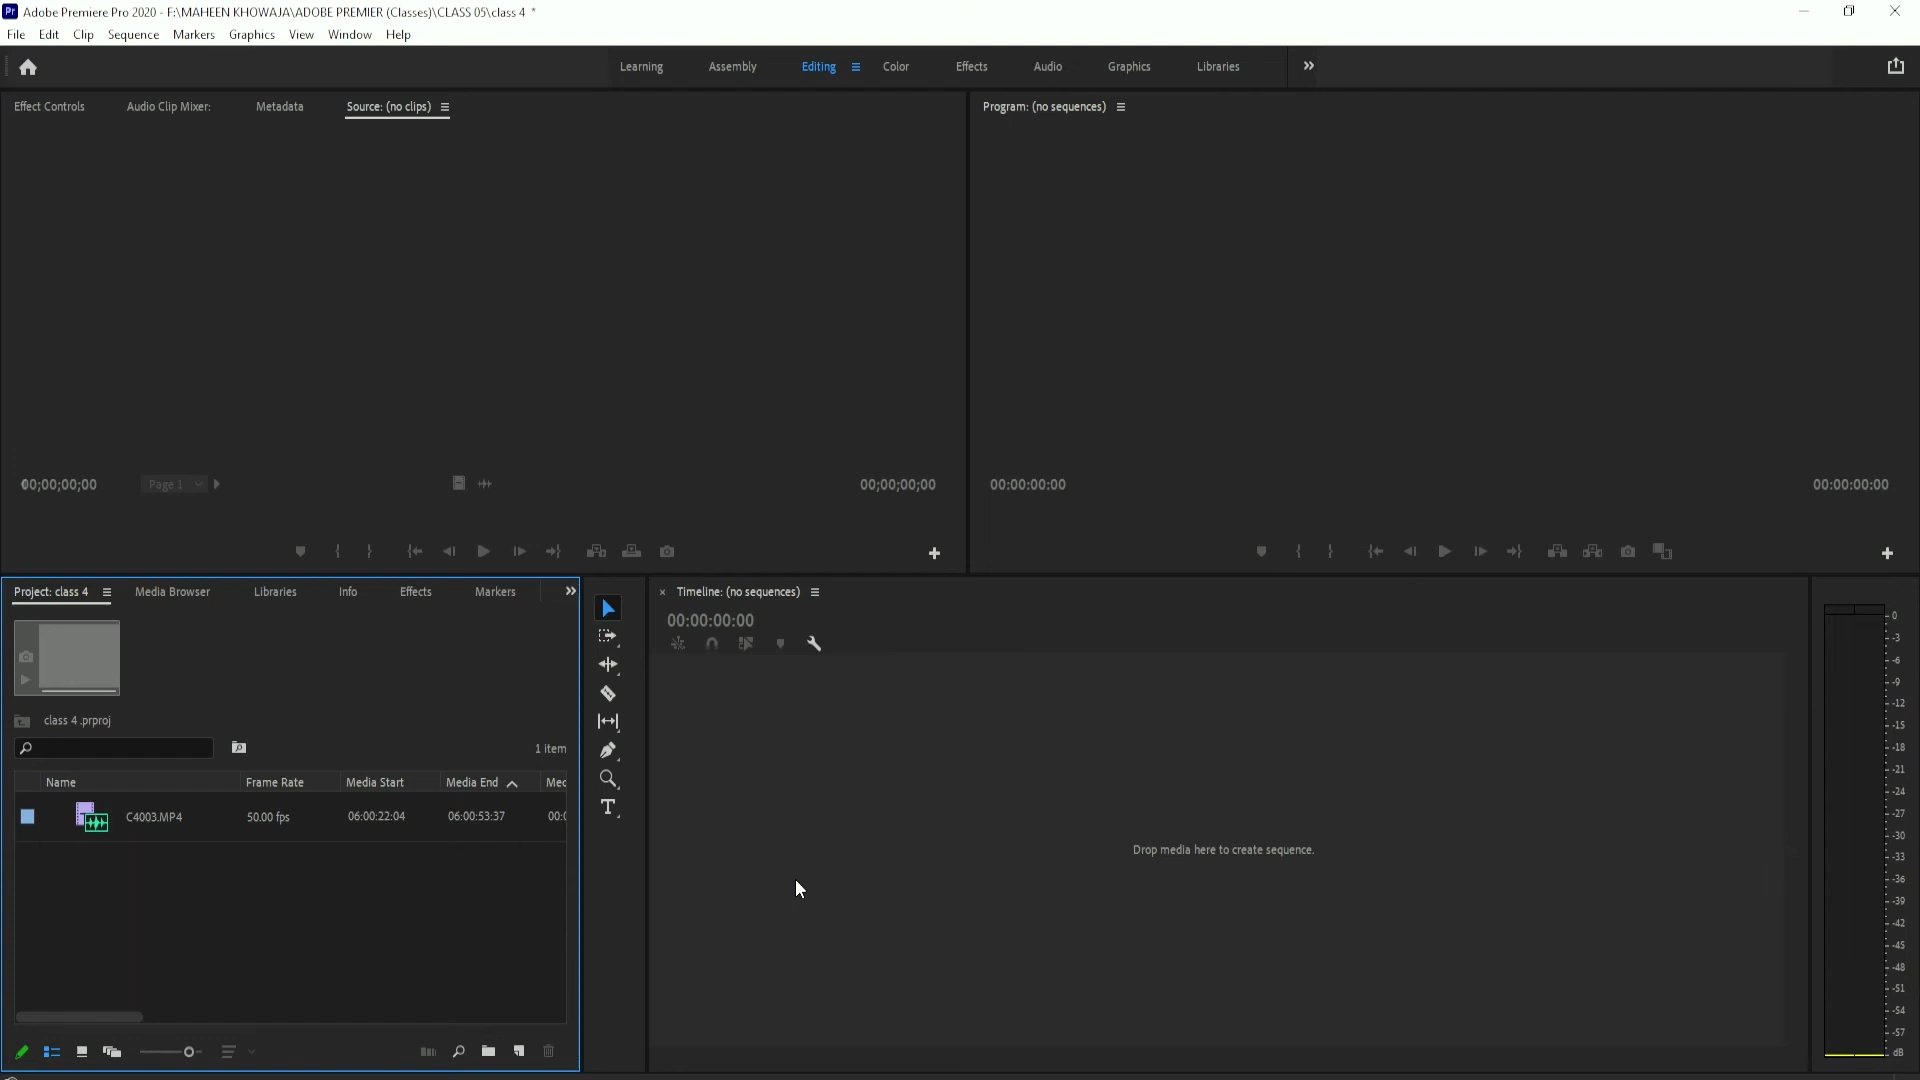 Pr Adobe Premiere Pro 2020 - F:\MAHEEN KHOWAJA\ADOBE PREMIER (Classes)\CLASS 05\class 4 *
File Edit Clip Sequence Markers Graphics View Window Help
Learning Assembly Editing Color Effects Audio Graphics Libraries
Effect Controls Audio Clip Mixer: Metadata Source: (no clips)
Program: (no sequences)
00;00;00;00 Page 1 00;00;00;00
00:00:00:00 00:00:00:00
Project: class 4 Media Browser Libraries Info Effects Markers
class 4 .prproj
1 item
Name Frame Rate Media Start Media End Mec
C4003.MP4 50.00 fps 06:00:22:04 06:00:53:37 00:0
Timeline: (no sequences)
00:00:00:00
Drop media here to create sequence.
0
-3
-6
-9
-12
-15
-18
-21
-24
-27
-30
-33
-36
-39
-42
-45
-48
-51
-54
-57
dB